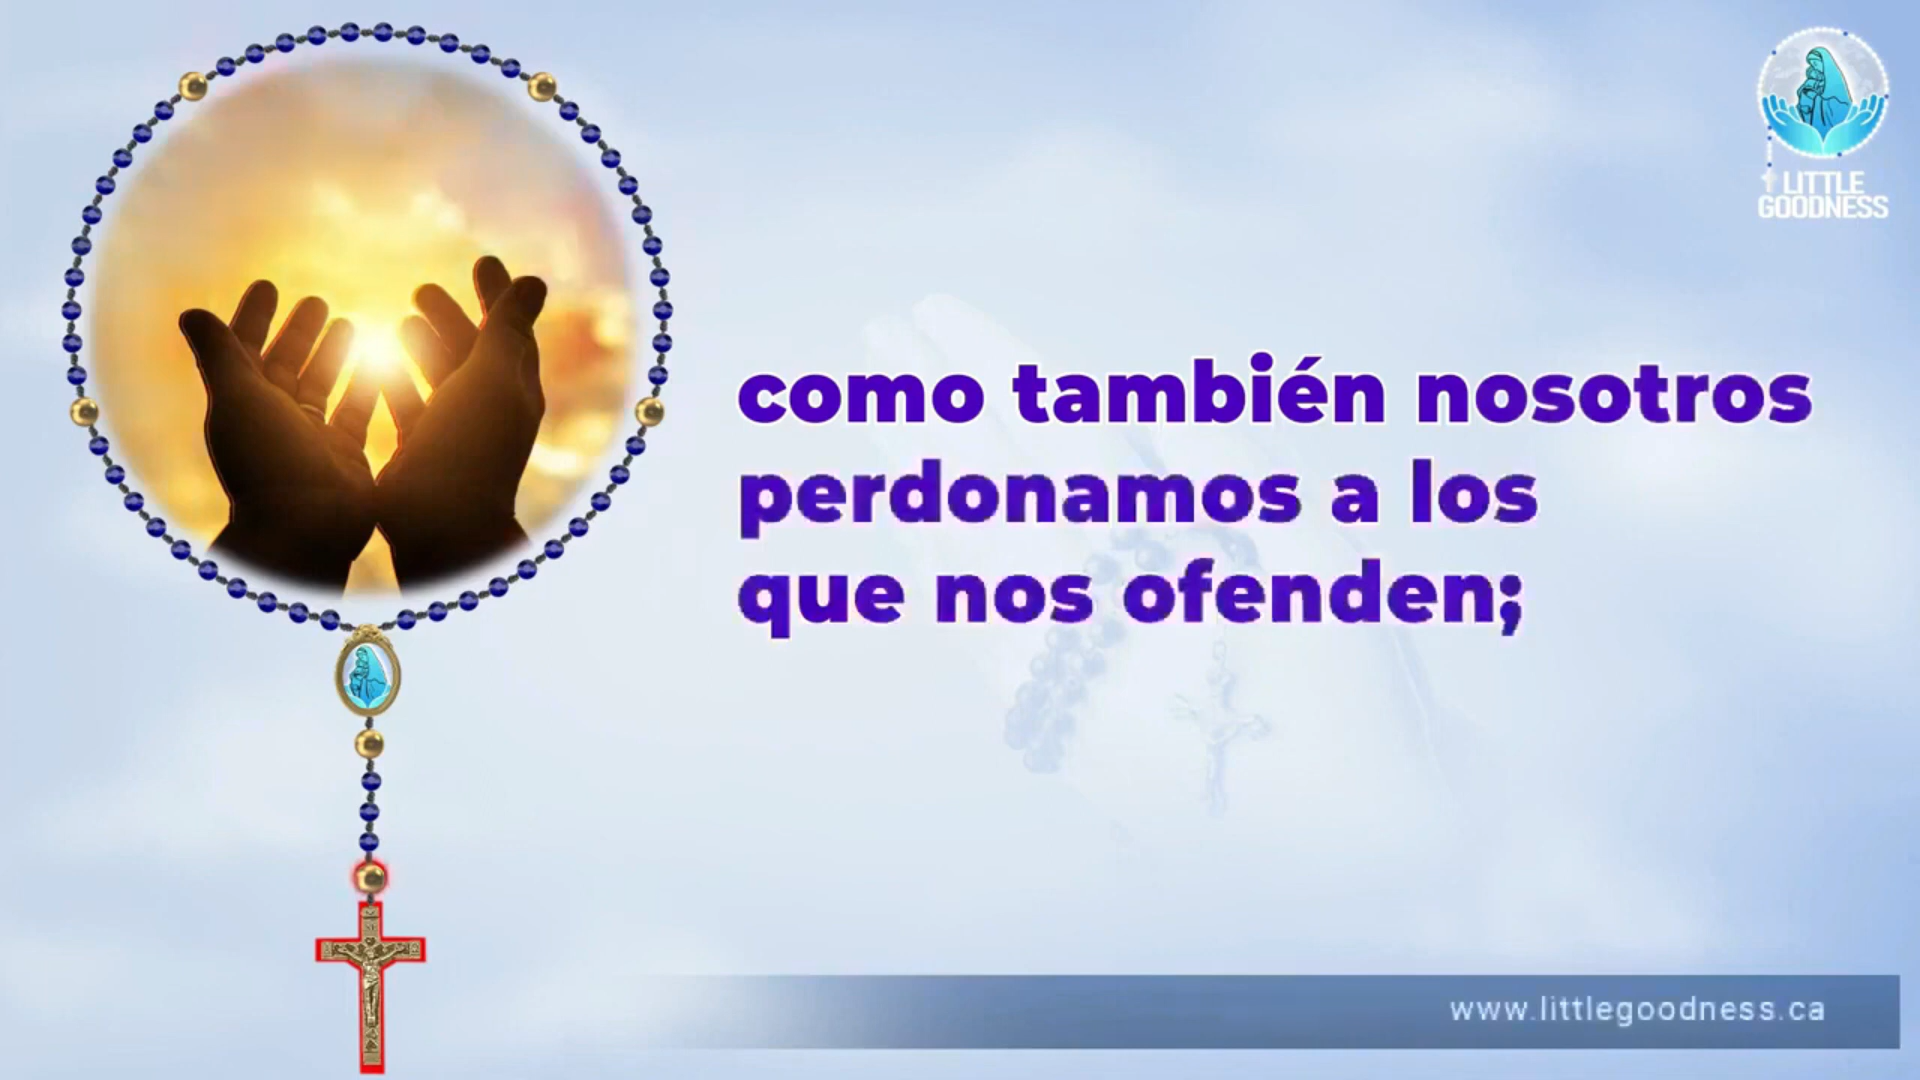 LITTLE
GOODNESS
como también nosotros
perdonamos a los
que nos ofenden;
www.littlegoodness.ca